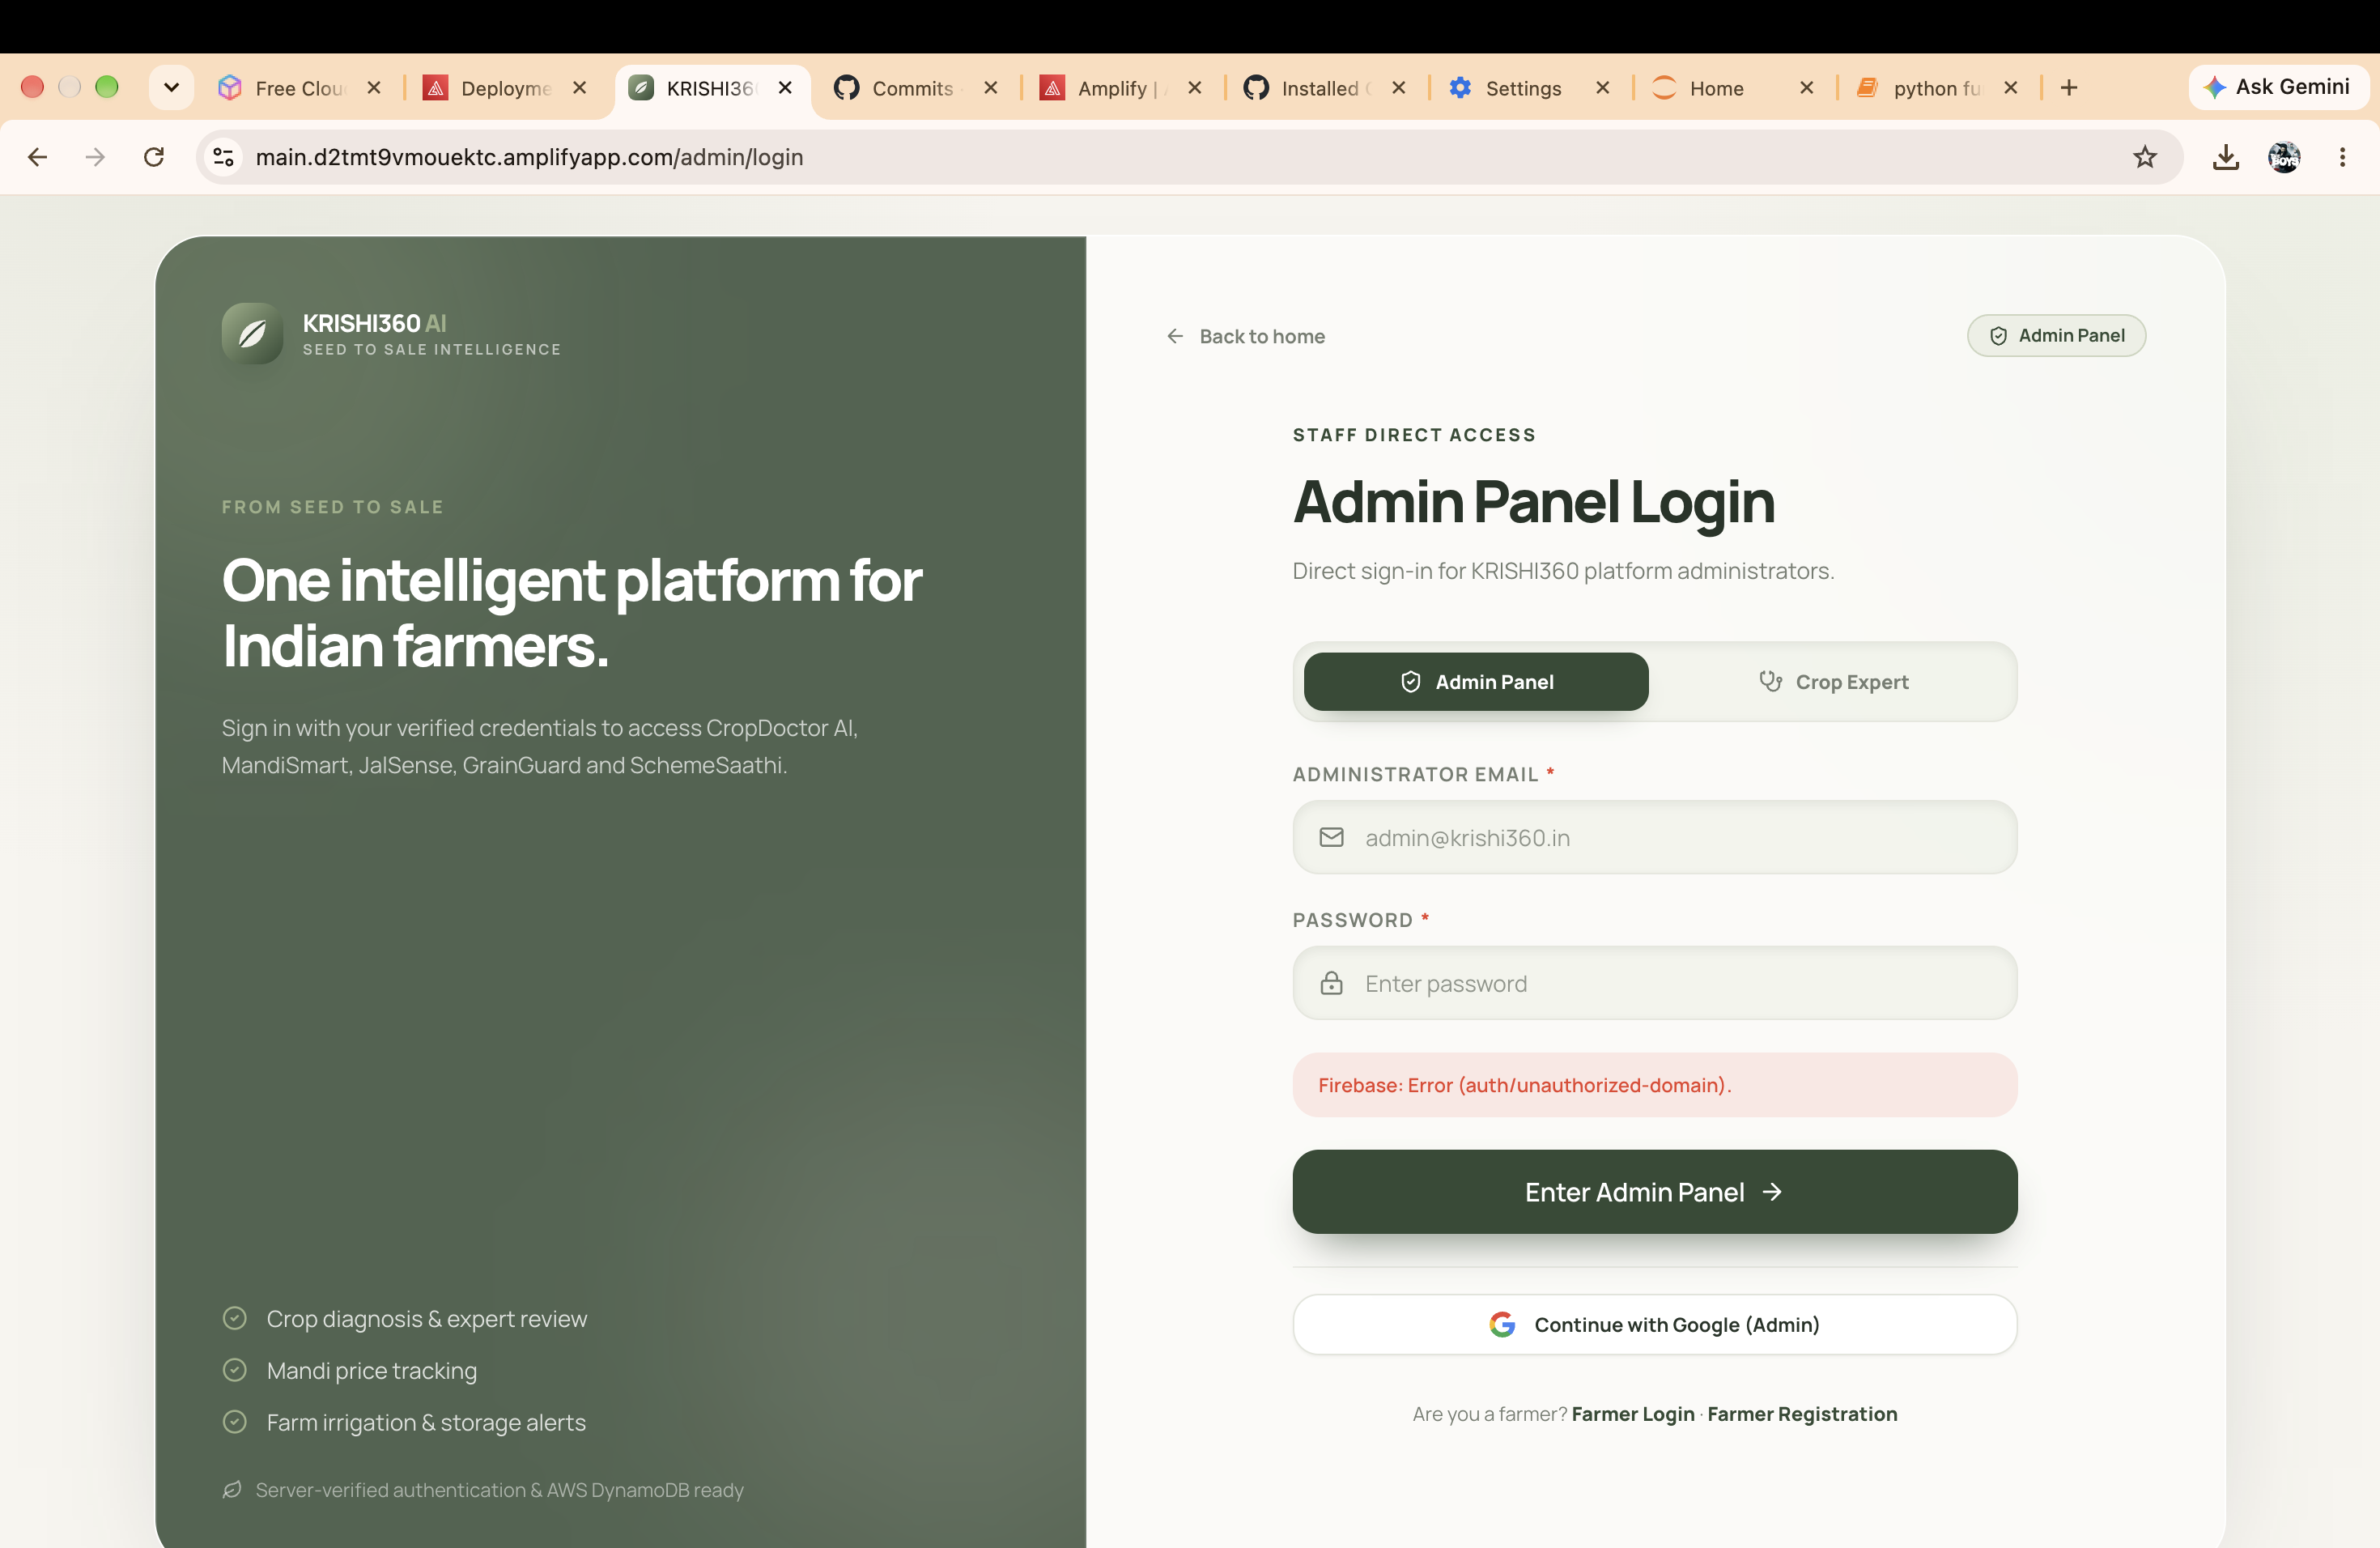 Free Clou
Deployme
KRISHI36
Commits
Amplify |
Installed
Settings
Home
python fu
Ask Gemini
main.d2tmt9vmouektc.amplifyapp.com/admin/login
KRISHI360 AI
SEED TO SALE INTELLIGENCE
FROM SEED TO SALE
One intelligent platform for
Indian farmers.
Sign in with your verified credentials to access CropDoctor AI,
MandiSmart, JalSense, GrainGuard and SchemeSaathi.
Crop diagnosis & expert review
Mandi price tracking
Farm irrigation & storage alerts
Server-verified authentication & AWS DynamoDB ready
Back to home
Admin Panel
STAFF DIRECT ACCESS
Admin Panel Login
Direct sign-in for KRISHI360 platform administrators.
Admin Panel
Crop Expert
ADMINISTRATOR EMAIL *
admin@krishi360.in
PASSWORD *
Enter password
Firebase: Error (auth/unauthorized-domain).
Enter Admin Panel
Continue with Google (Admin)
Are you a farmer? Farmer Login · Farmer Registration